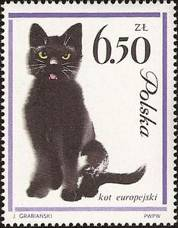 ZŁ
6.50
Polska
kot europejski
J. GRABIAŃSKI PWPW